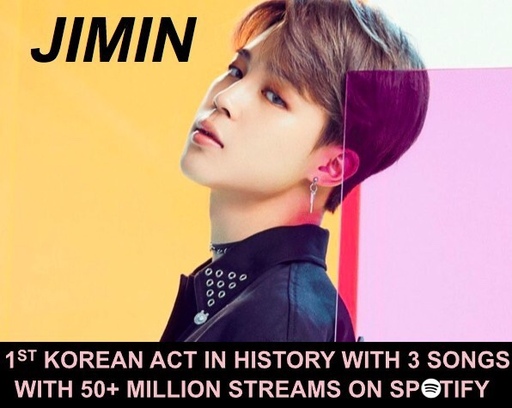 JIMIN
1ST KOREAN ACT IN HISTORY WITH 3 SONGS
WITH 50+ MILLION STREAMS ON SPOTIFY